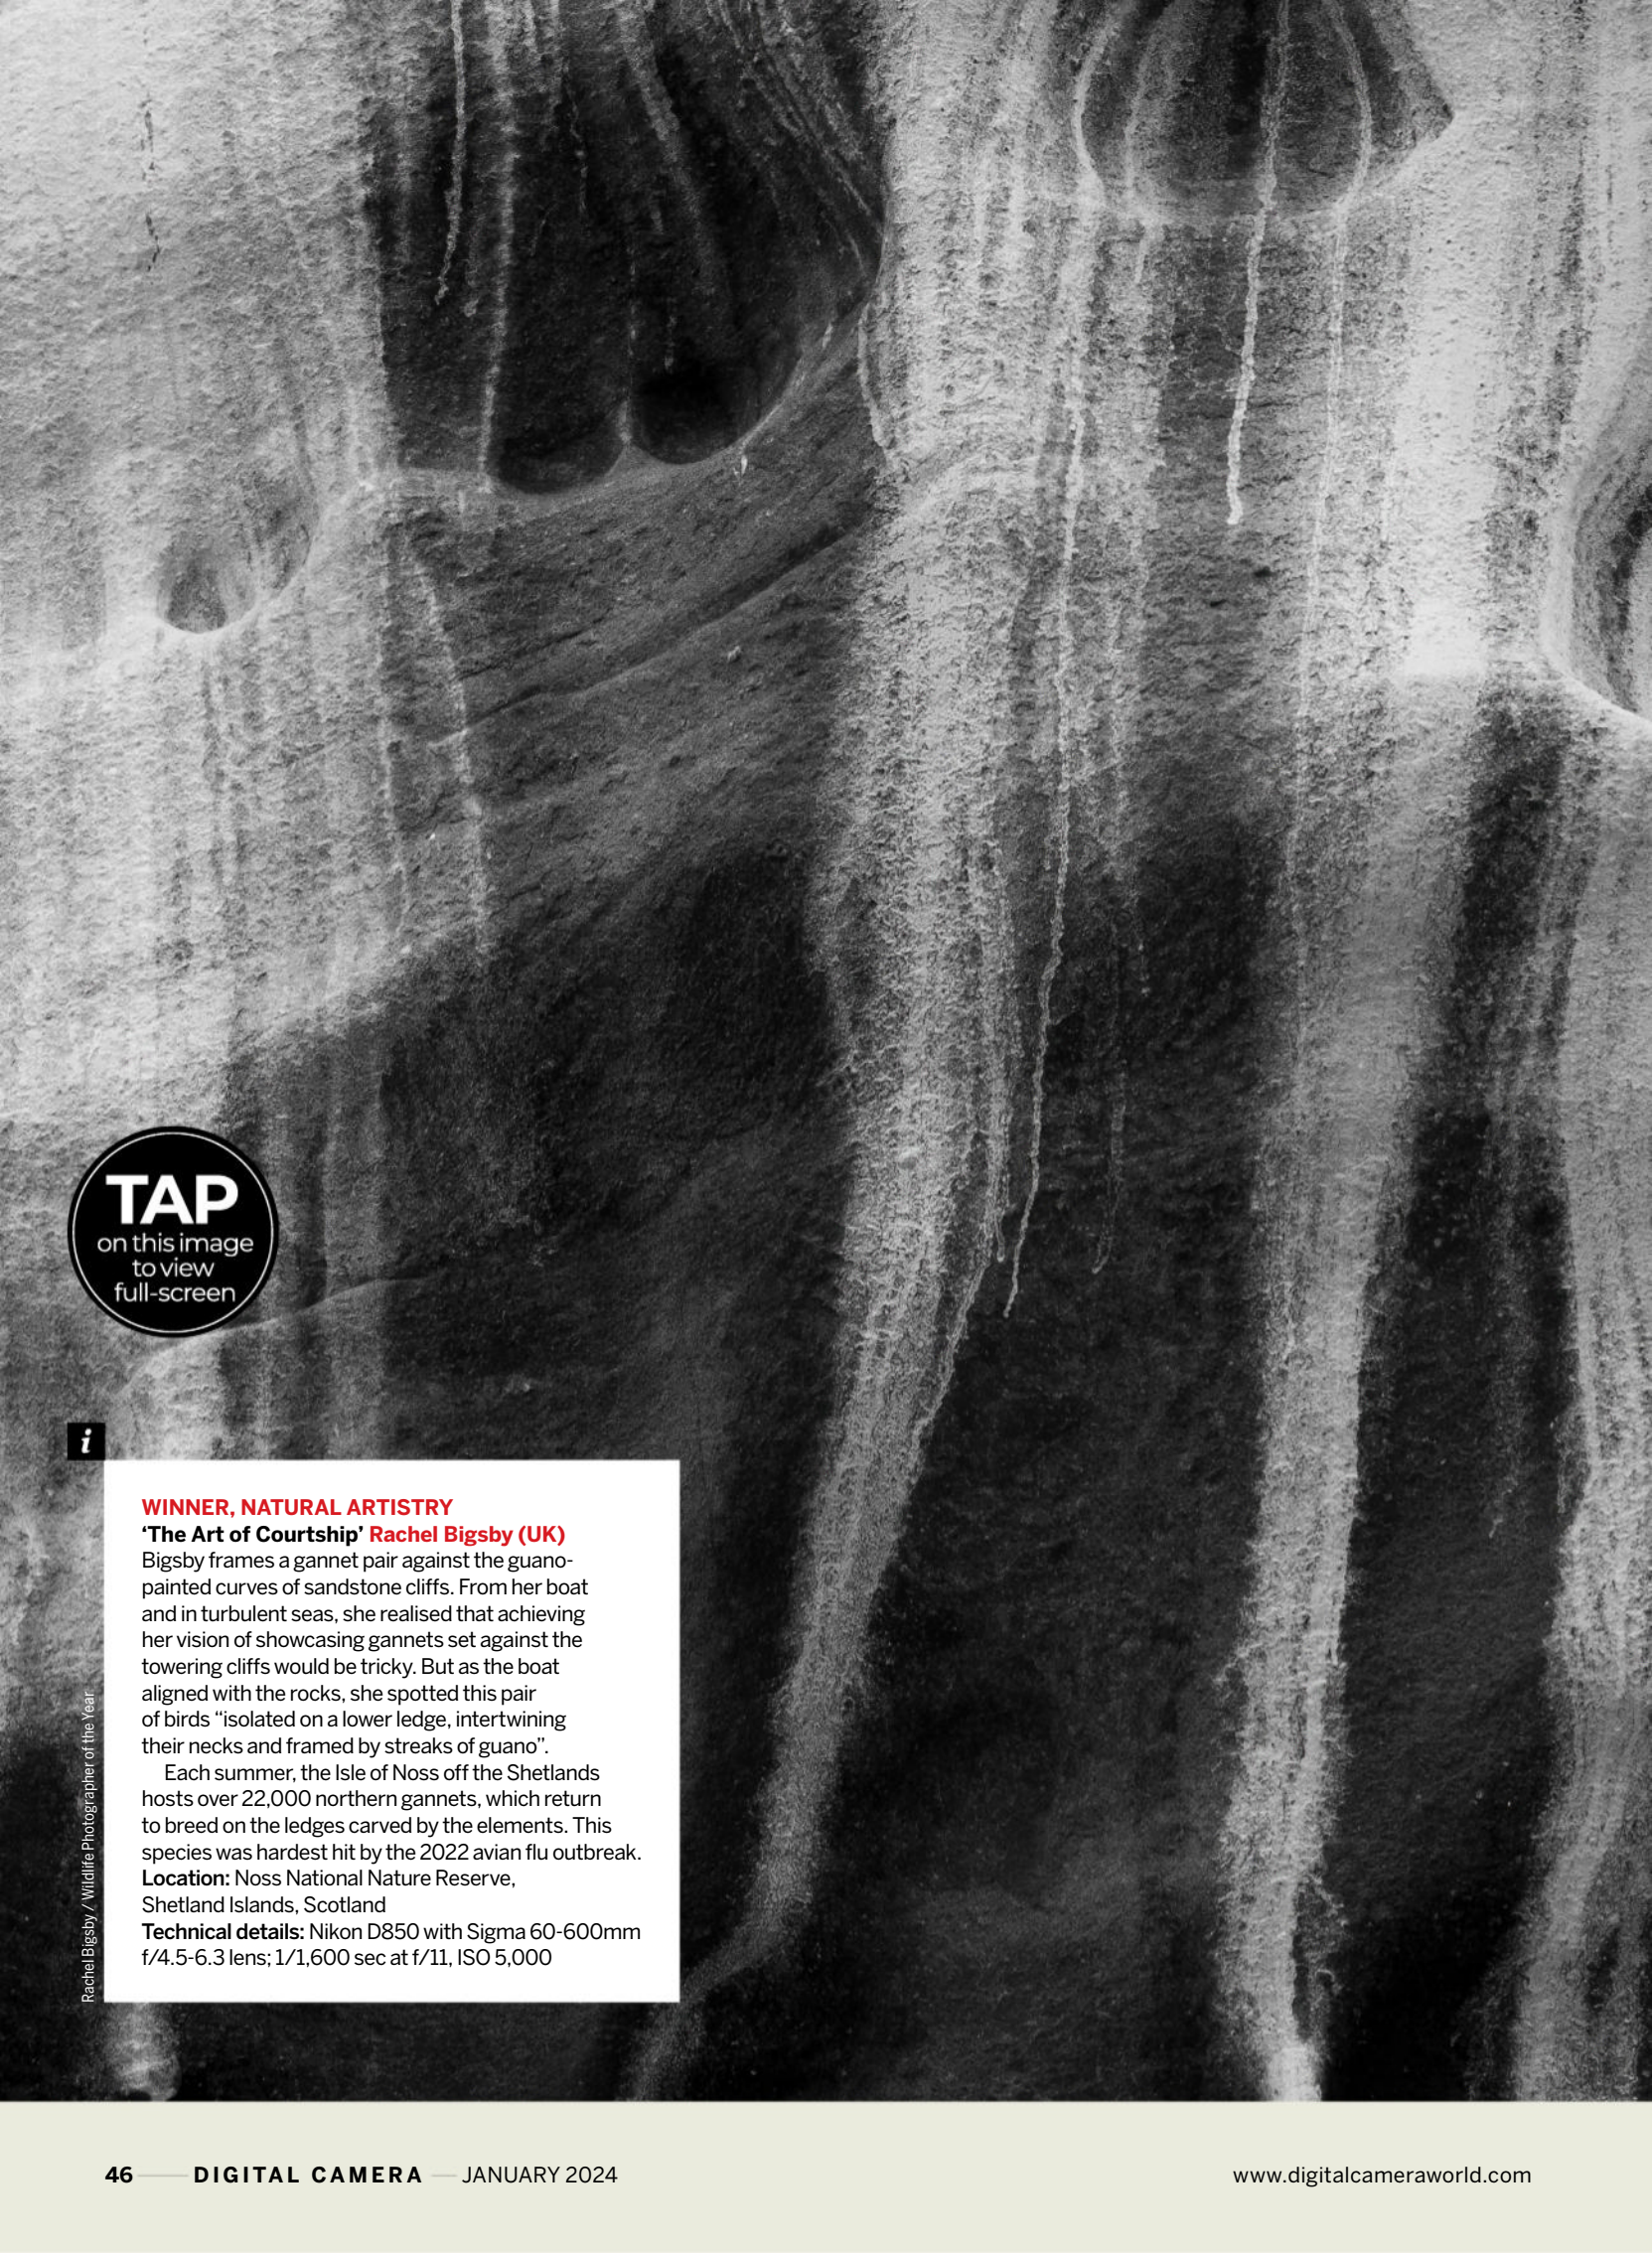 TAP
on this image
to view
full-screen
i
WINNER, NATURAL ARTISTRY
‘The Art of Courtship’ Rachel Bigsby (UK)
Bigsby frames a gannet pair against the guano-
painted curves of sandstone cliffs. From her boat
and in turbulent seas, she realised that achieving
her vision of showcasing gannets set against the
towering cliffs would be tricky. But as the boat
aligned with the rocks, she spotted this pair
of birds “isolated on a lower ledge, intertwining
their necks and framed by streaks of guano”.
Each summer, the Isle of Noss off the Shetlands
hosts over 22,000 northern gannets, which return
to breed on the ledges carved by the elements. This
species was hardest hit by the 2022 avian flu outbreak.
Location: Noss National Nature Reserve,
Shetland Islands, Scotland
Technical details: Nikon D850 with Sigma 60-600mm
f/4.5-6.3 lens; 1/1,600 sec at f/11, ISO 5,000
Rachel Bigsby / Wildlife Photographer of the Year
46 DIGITAL CAMERA JANUARY 2024
www.digitalcameraworld.com